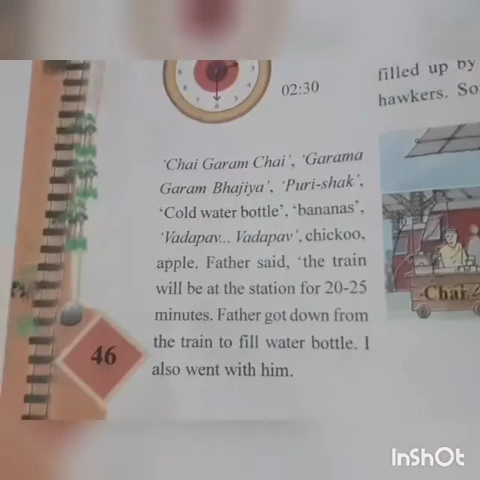 02:30
filled up by
hawkers. So
'Chai Garam Chai', 'Garama
Garam Bhajiya', 'Puri-shak',
'Cold water bottle', 'bananas',
'Vadapav... Vadapav', chickoo,
apple. Father said, 'the train
will be at the station for 20-25
minutes. Father got down from
the train to fill water bottle. I
also went with him.
46
Chai
InShOt